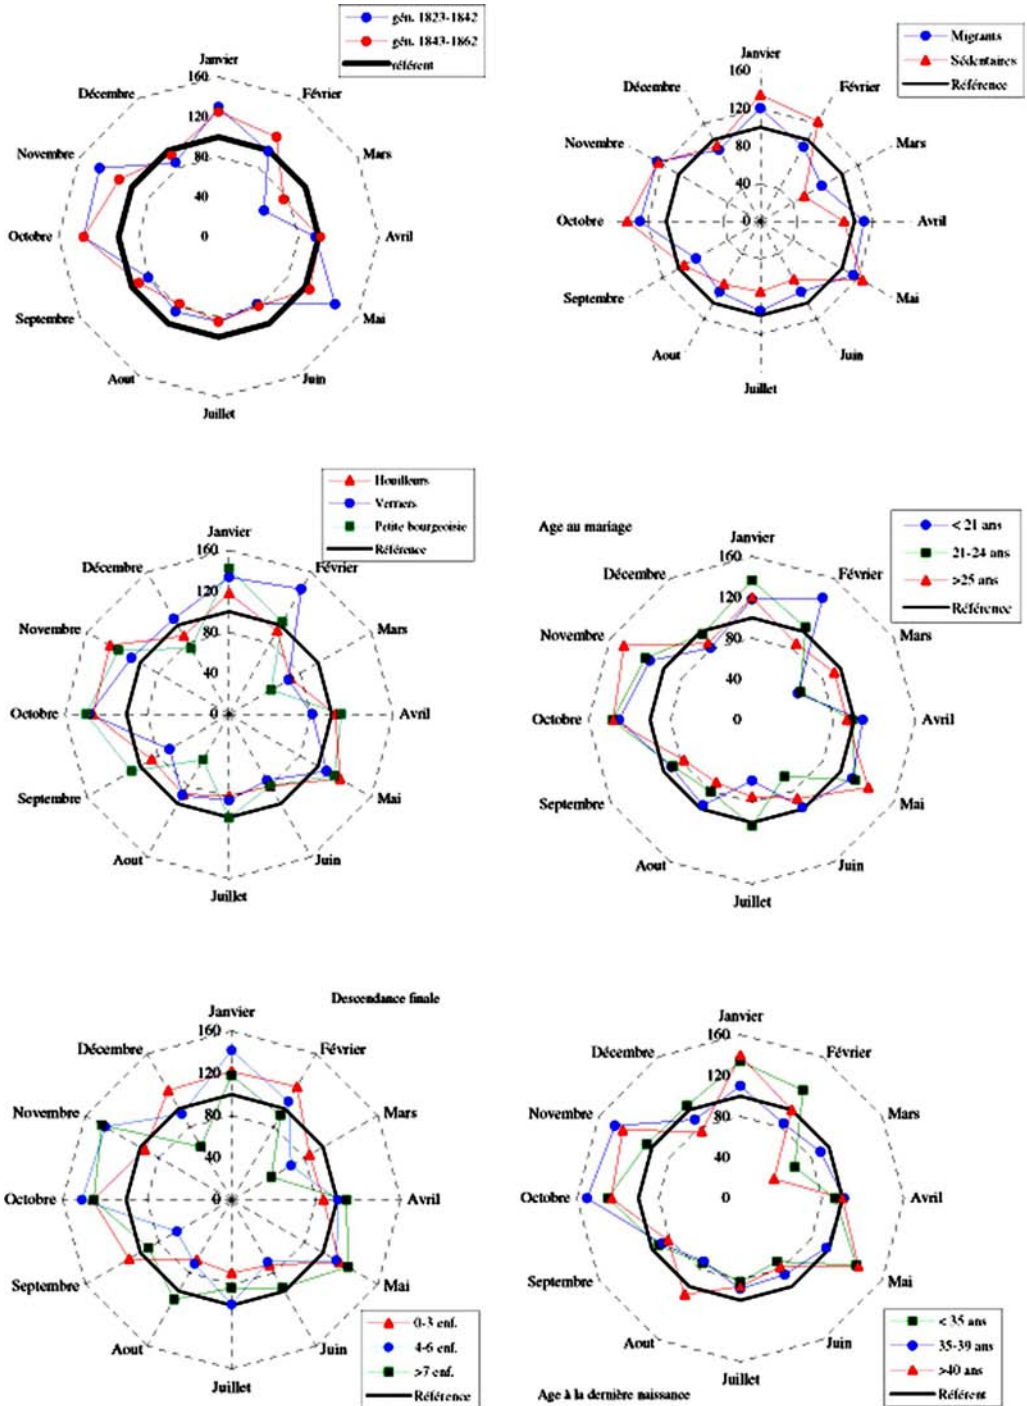 gén. 1823-1842
gén. 1843-1862
référent
Janvier
160
120
80
40
0
Février
Mars
Avril
Mai
Juin
Juillet
Aout
Septembre
Octobre
Novembre
Décembre
Migrants
Sédentaires
Référence
Janvier
160
120
80
40
0
Février
Mars
Avril
Mai
Juin
Juillet
Aout
Septembre
Octobre
Novembre
Décembre
Houilleurs
Verriers
Petite bourgeoisie
Référence
Janvier
160
120
80
40
0
Février
Mars
Avril
Mai
Juin
Juillet
Aout
Septembre
Octobre
Novembre
Décembre
Age au mariage
< 21 ans
21-24 ans
>25 ans
Référence
Janvier
160
120
80
40
0
Février
Mars
Avril
Mai
Juin
Juillet
Aout
Septembre
Octobre
Novembre
Décembre
Descendance finale
Janvier
160
120
80
40
0
Février
Mars
Avril
Mai
Juin
Juillet
Aout
Septembre
Octobre
Novembre
Décembre
0-3 enf.
4-6 enf.
>7 enf.
Référence
Janvier
160
120
80
40
0
Février
Mars
Avril
Mai
Juin
Juillet
Aout
Septembre
Octobre
Novembre
Décembre
< 35 ans
35-39 ans
>40 ans
Référent
Age à la dernière naissance